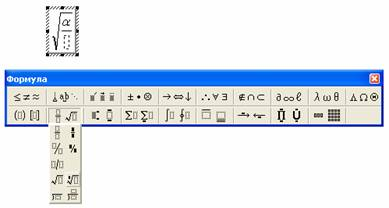 α
Формула
≤ ≠ ≈ ± • ⊗ → ⇔ ↓ ∴ ∀ ∃ ∉ ∩ ⊂ ∂ ∞ ℓ λ ω θ Λ Ω ⊛